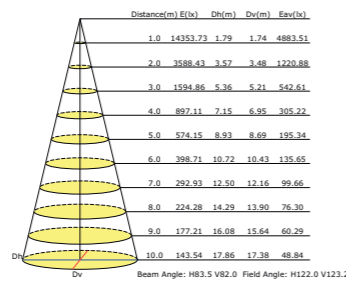 Distance(m) E(lx) Dh(m) Dv(m) Eav(lx)
1.0 14353.73 1.79 1.74 4883.51
2.0 3588.43 3.57 3.48 1220.88
3.0 1594.86 5.36 5.21 542.61
4.0 897.11 7.15 6.95 305.22
5.0 574.15 8.93 8.69 195.34
6.0 398.71 10.72 10.43 135.65
7.0 292.93 12.50 12.16 99.66
8.0 224.28 14.29 13.90 76.30
9.0 177.21 16.08 15.64 60.29
Dh 10.0 143.54 17.86 17.38 48.84
Dv Beam Angle: H83.5 V82.0 Field Angle: H122.0 V123.2